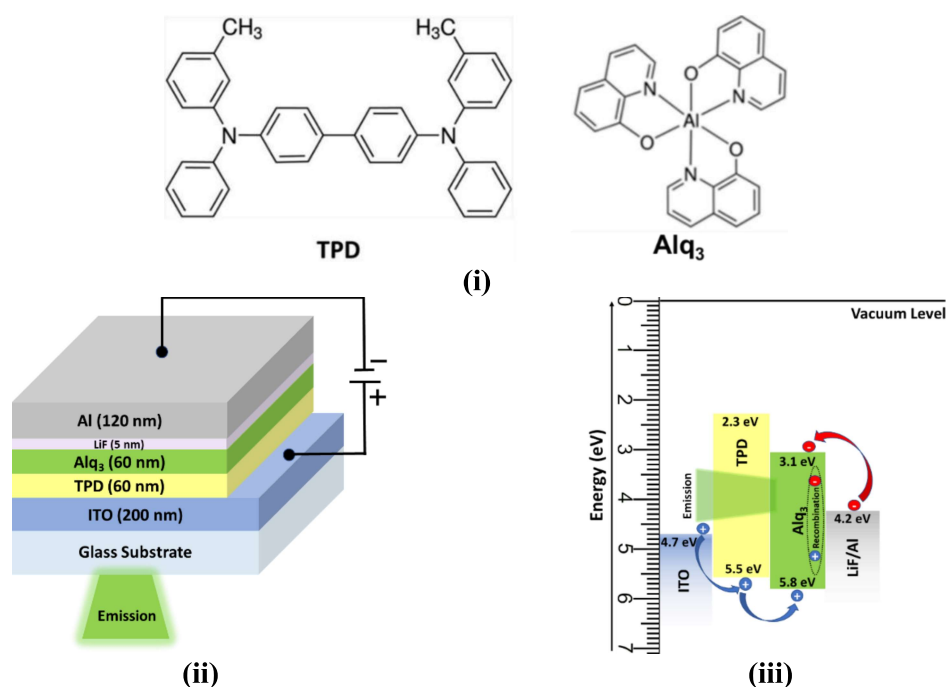 CH₃
H₃C
N
N
TPD
O
N
N
Al
O
O
N
Alq₃
(i)
Al (120 nm)
LiF (5 nm)
Alq₃ (60 nm)
TPD (60 nm)
ITO (200 nm)
Glass Substrate
Emission
−
+
(ii)
Energy (eV)
0
1
2
3
4
5
6
7
Vacuum Level
2.3 eV
TPD
5.5 eV
3.1 eV
Alq₃
Recombination
5.8 eV
Emission
4.7 eV
ITO
4.2 eV
LiF/Al
+
+
+
+
-
-
-
(iii)